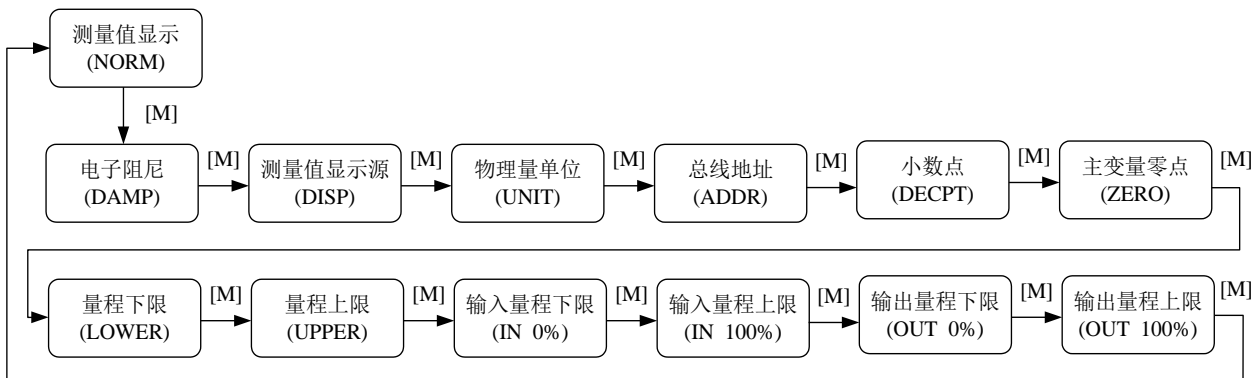 测量值显示
(NORM)
[M]
电子阻尼
(DAMP)
[M]
测量值显示源
(DISP)
[M]
物理量单位
(UNIT)
[M]
总线地址
(ADDR)
[M]
小数点
(DECPT)
[M]
主变量零点
(ZERO)
[M]
量程下限
(LOWER)
[M]
量程上限
(UPPER)
[M]
输入量程下限
(IN 0%)
[M]
输入量程上限
(IN 100%)
[M]
输出量程下限
(OUT 0%)
[M]
输出量程上限
(OUT 100%)
[M]